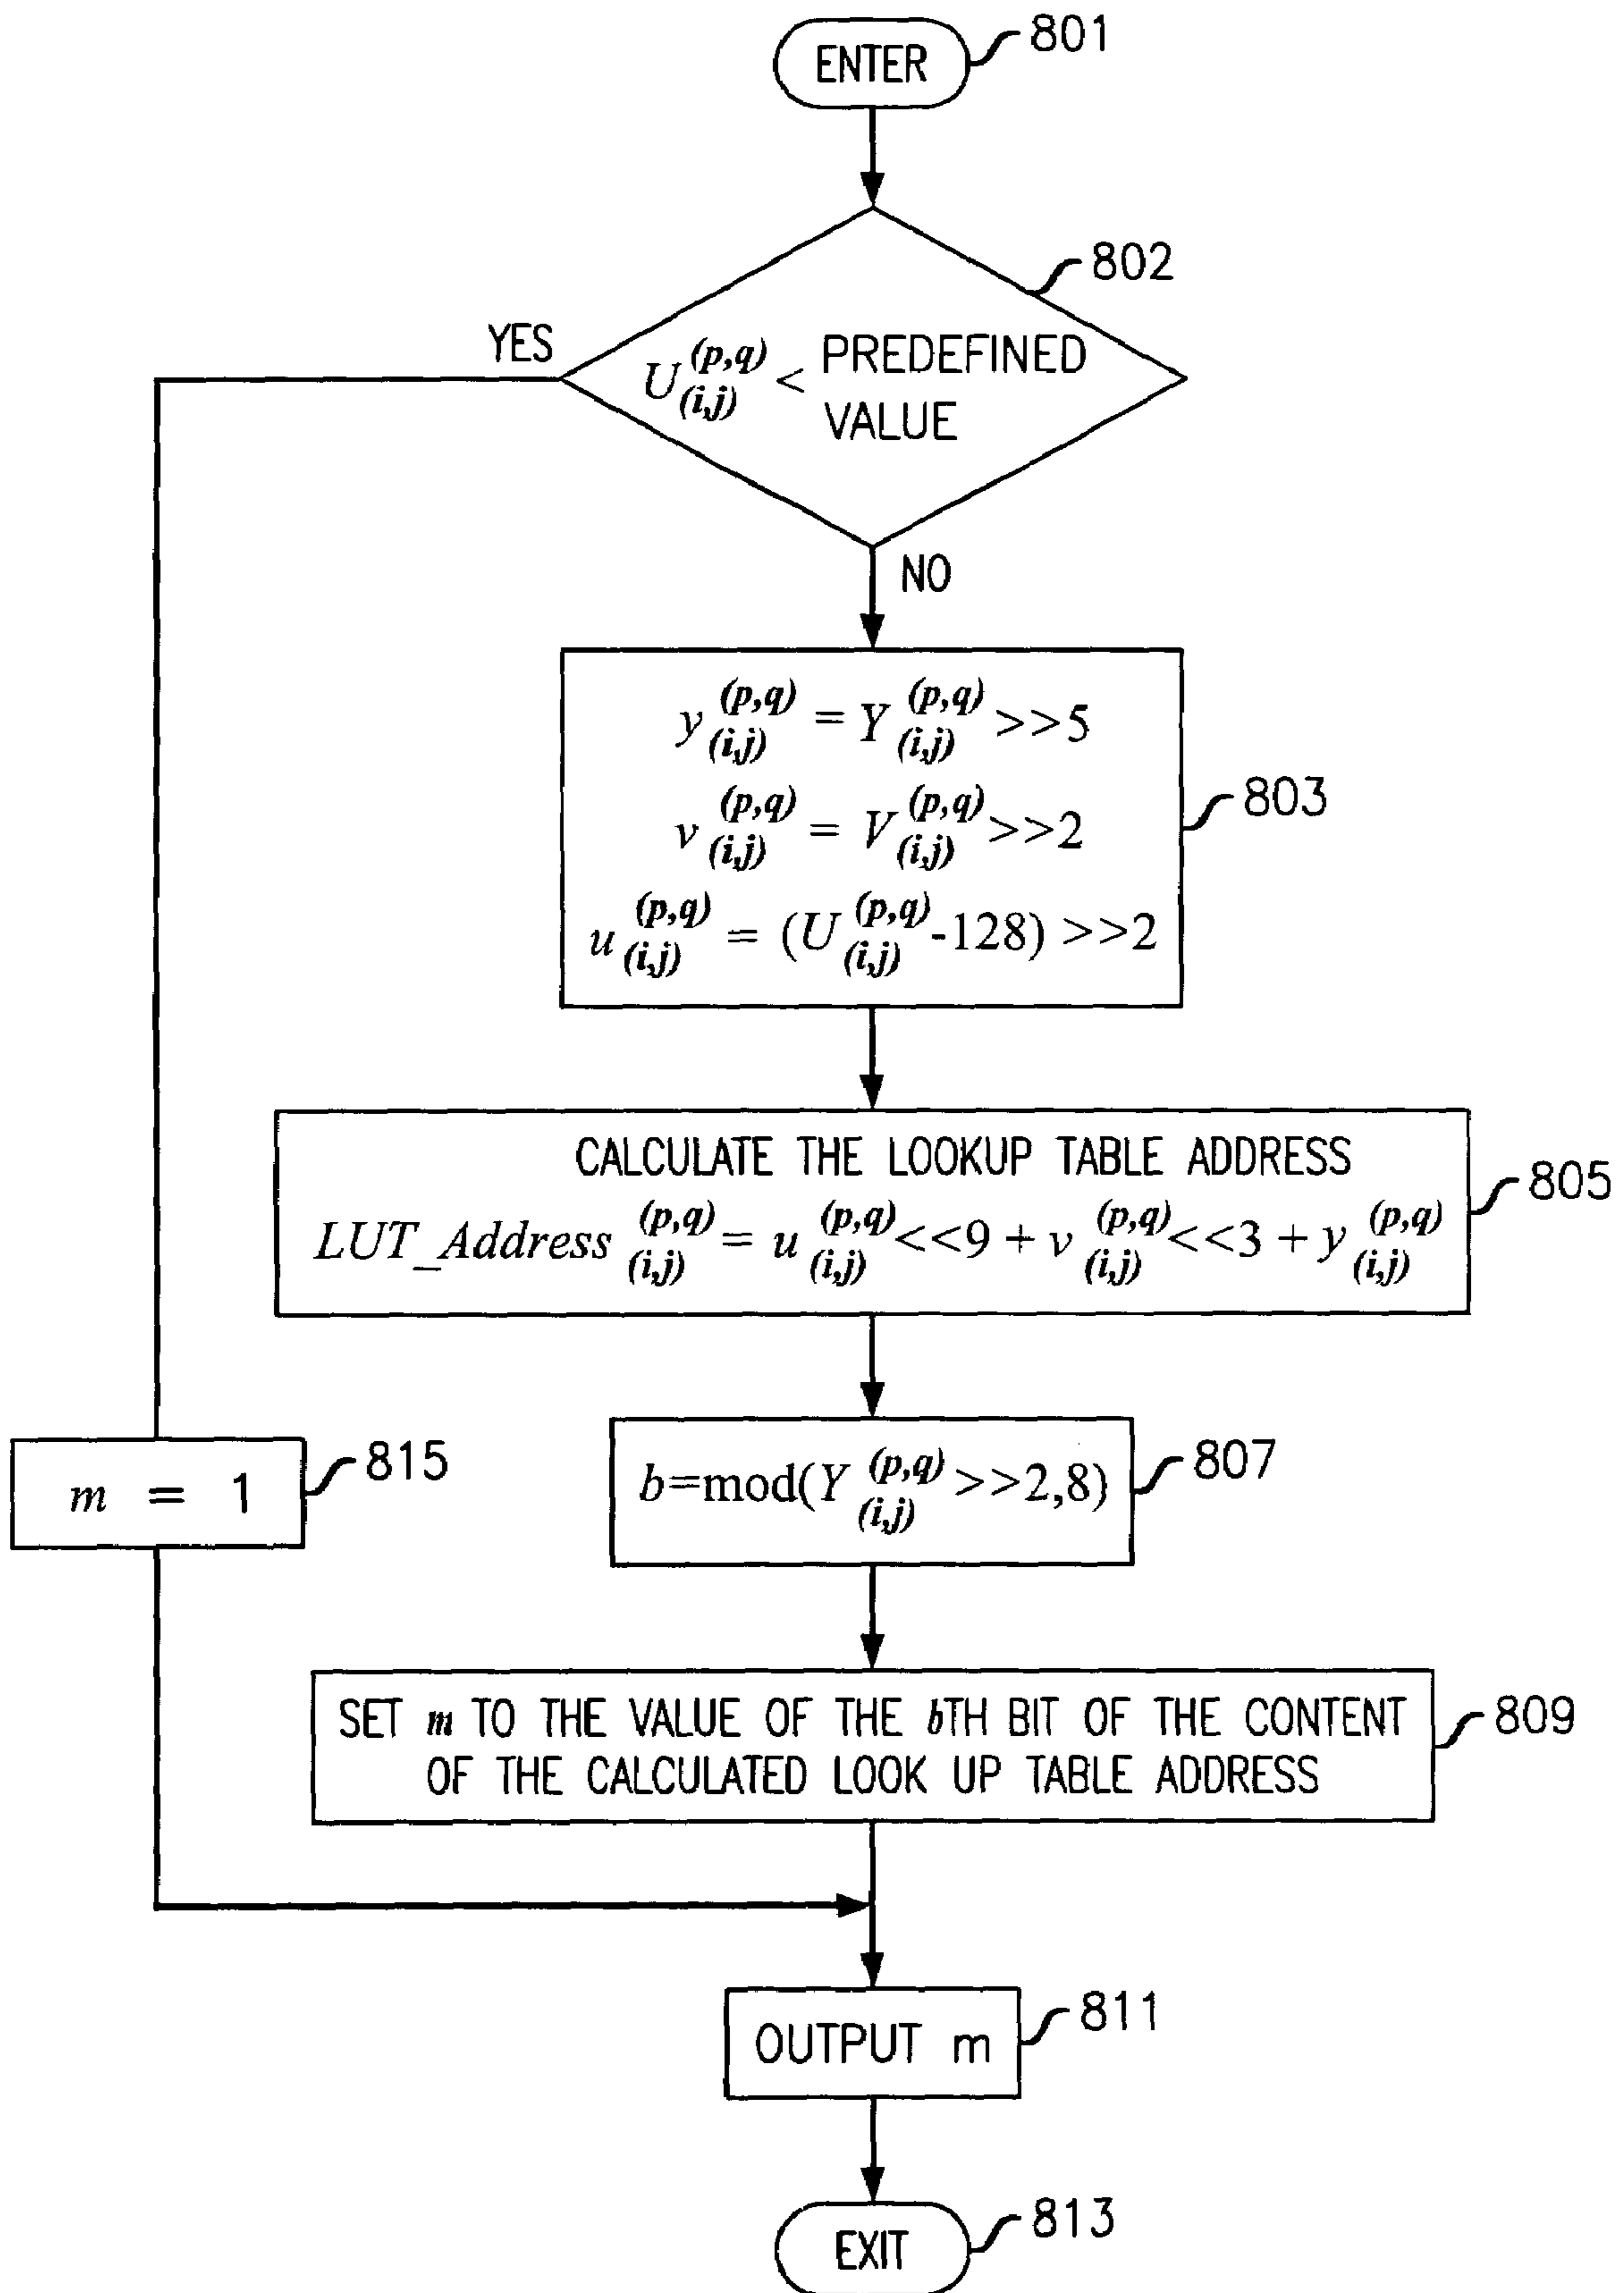 ENTER
801
802
YES
U(i,j)(p,q) < PREDEFINED
VALUE
NO
y(i,j)(p,q) = Y(i,j)(p,q) >>5
v(i,j)(p,q) = V(i,j)(p,q) >>2
u(i,j)(p,q) = (U(i,j)(p,q)-128) >>2
803
CALCULATE THE LOOKUP TABLE ADDRESS
LUT_Address(i,j)(p,q) = u(i,j)(p,q)<<9 + v(i,j)(p,q)<<3 + y(i,j)(p,q)
805
m = 1
815
b=mod(Y(i,j)(p,q)>>2,8)
807
SET m TO THE VALUE OF THE bTH BIT OF THE CONTENT
OF THE CALCULATED LOOK UP TABLE ADDRESS
809
OUTPUT m
811
EXIT
813